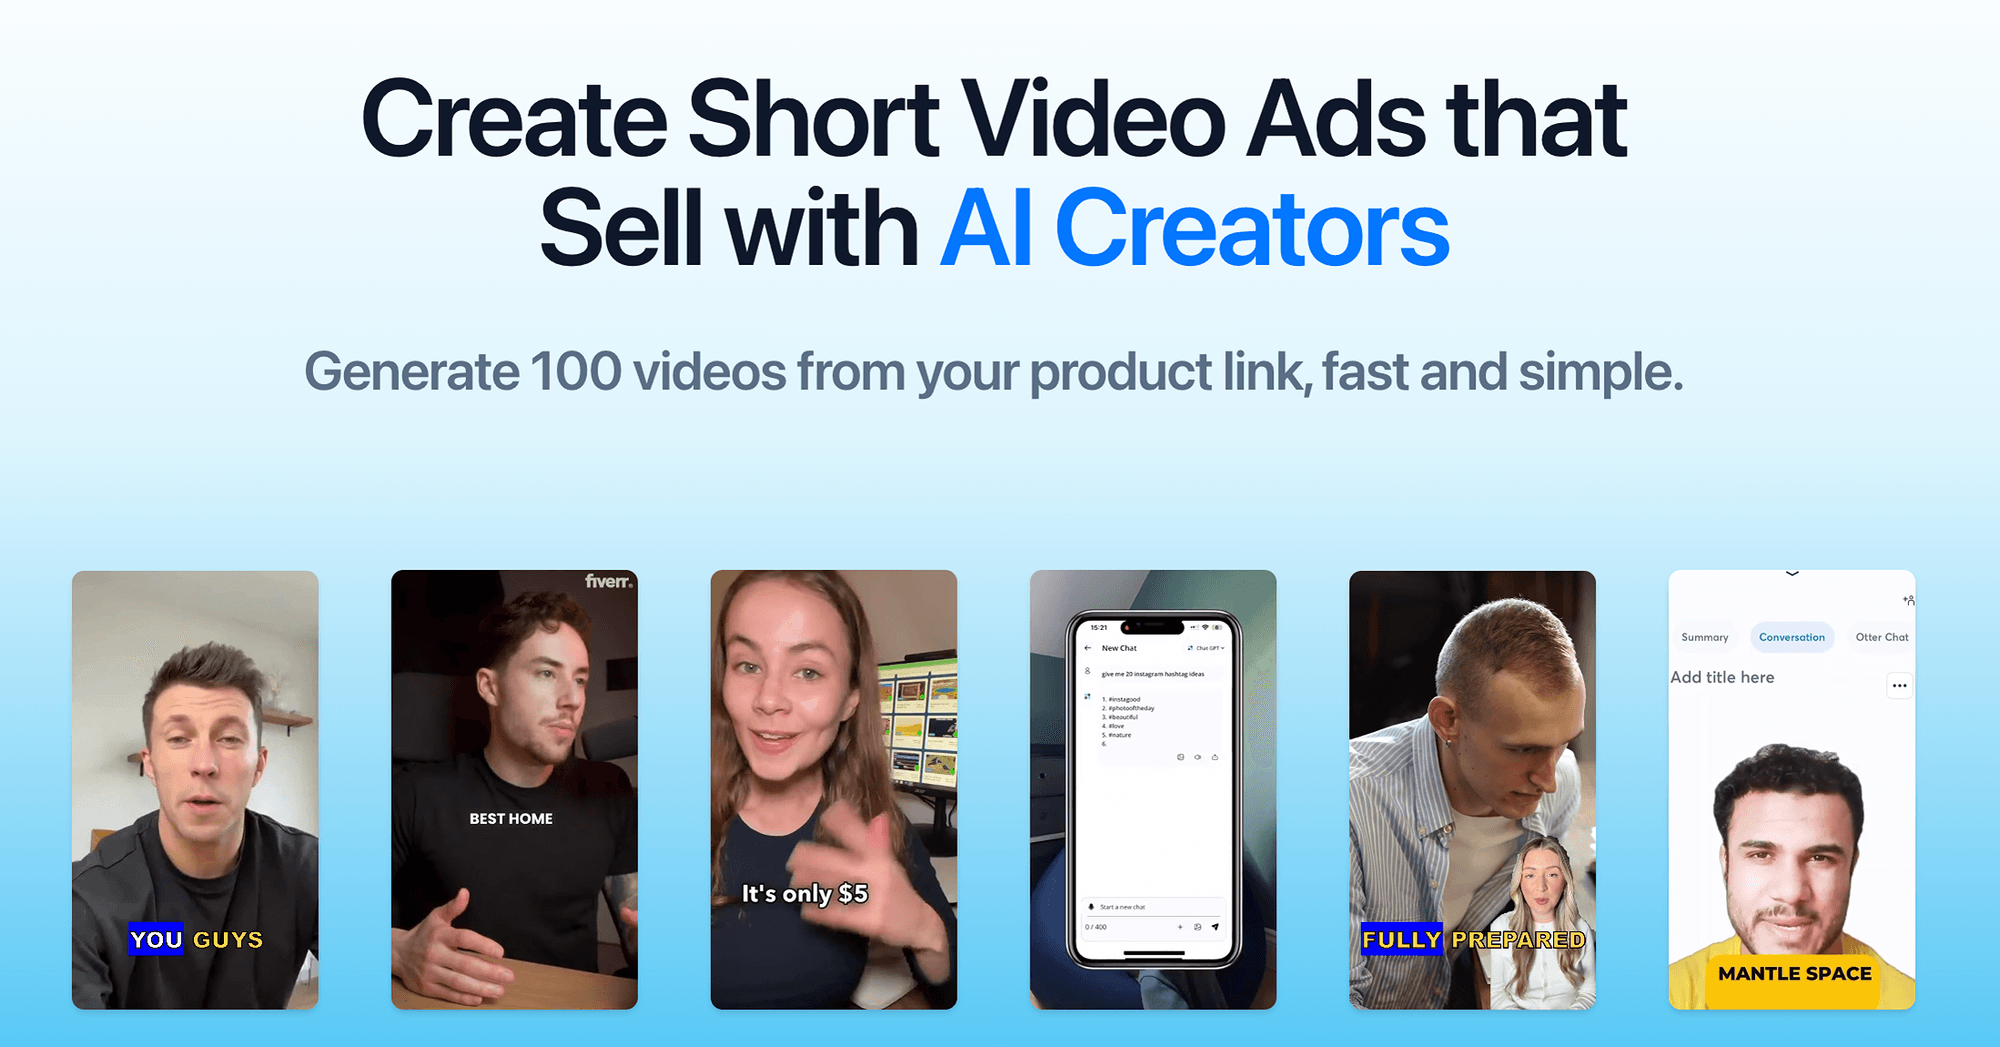 Create Short Video Ads that
Sell with AI Creators
Generate 100 videos from your product link, fast and simple.
YOU GUYS
fiverr.
BEST HOME
It's only $5
15:21
New Chat
Chat GPT
give me 20 instagram hashtag ideas
1. #instagood
2. #photooftheday
3. #beautiful
4. #love
5. #nature
6.
Start a new chat
0 / 400
FULLY PREPARED
Summary
Conversation
Otter Chat
Add title here
MANTLE SPACE